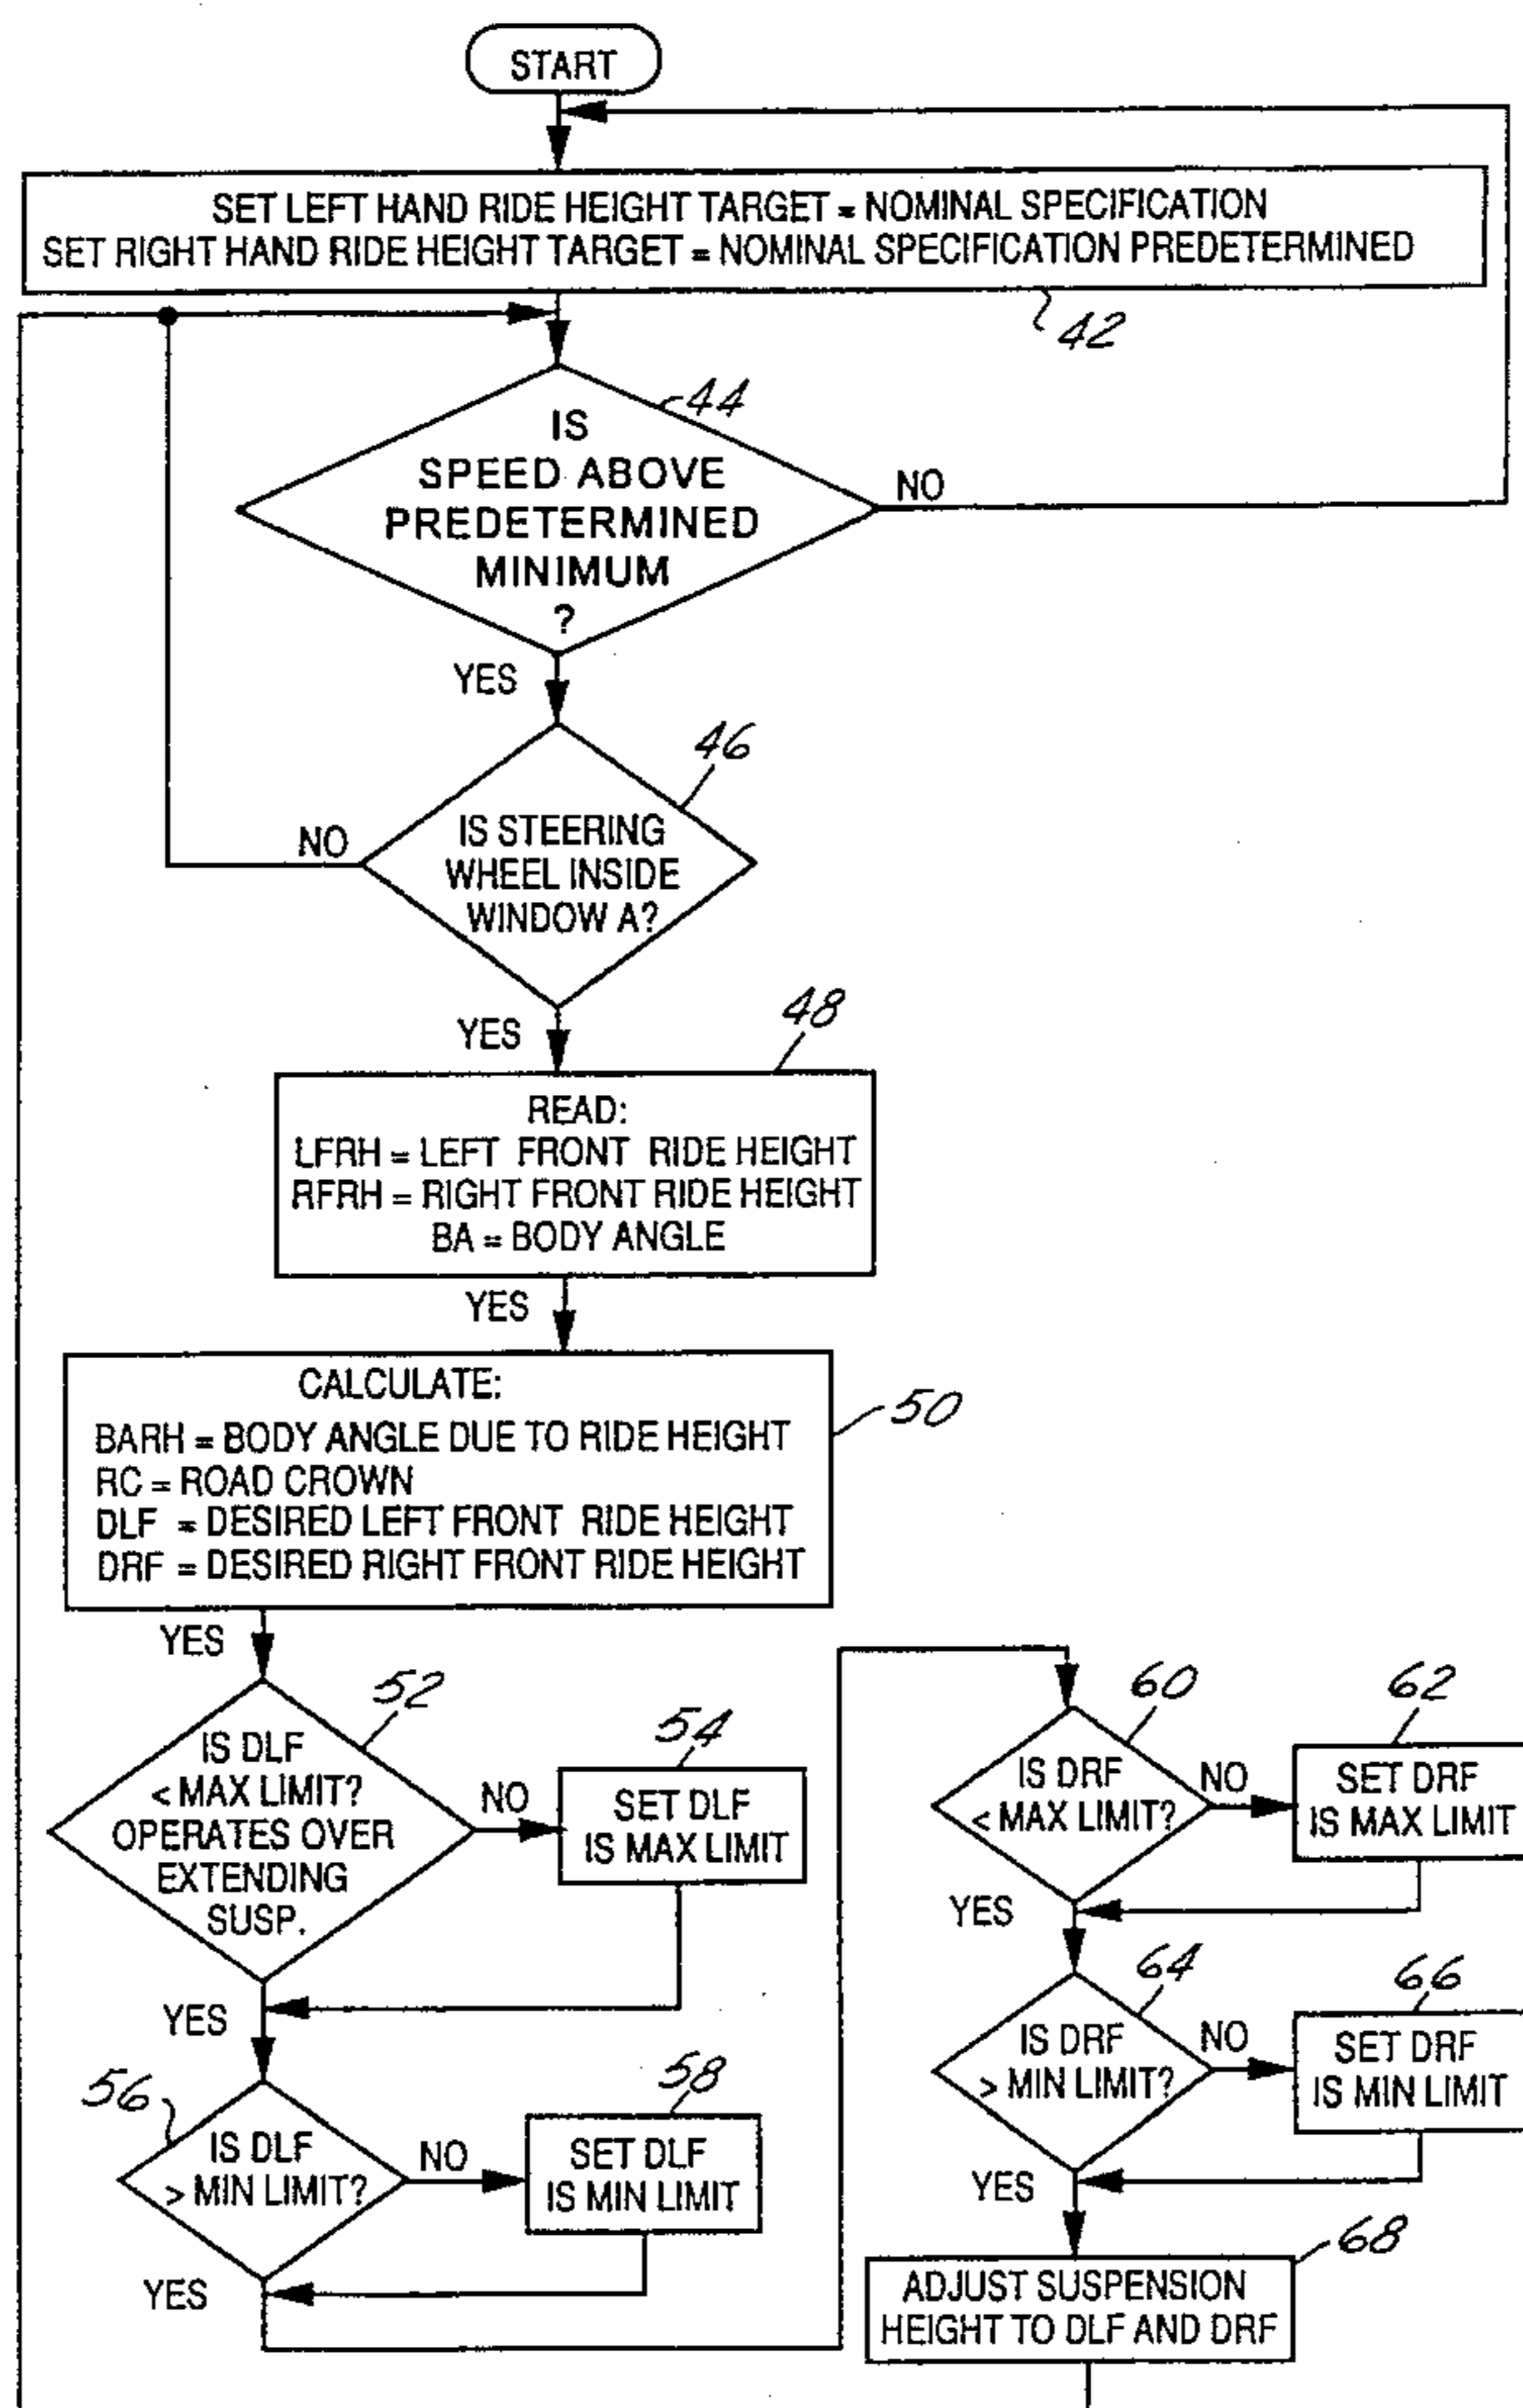 START
SET LEFT HAND RIDE HEIGHT TARGET = NOMINAL SPECIFICATION
SET RIGHT HAND RIDE HEIGHT TARGET = NOMINAL SPECIFICATION PREDETERMINED
42
44
IS
SPEED ABOVE
PREDETERMINED
MINIMUM
?
NO
YES
46
IS STEERING
WHEEL INSIDE
WINDOW A?
NO
YES
48
READ:
LFRH = LEFT FRONT RIDE HEIGHT
RFRH = RIGHT FRONT RIDE HEIGHT
BA = BODY ANGLE
YES
50
CALCULATE:
BARH = BODY ANGLE DUE TO RIDE HEIGHT
RC = ROAD CROWN
DLF = DESIRED LEFT FRONT RIDE HEIGHT
DRF = DESIRED RIGHT FRONT RIDE HEIGHT
YES
52
IS DLF
< MAX LIMIT?
OPERATES OVER
EXTENDING
SUSP.
NO
54
SET DLF
IS MAX LIMIT
YES
56
IS DLF
> MIN LIMIT?
NO
58
SET DLF
IS MIN LIMIT
YES
60
IS DRF
< MAX LIMIT?
NO
62
SET DRF
IS MAX LIMIT
YES
64
IS DRF
> MIN LIMIT?
NO
66
SET DRF
IS MIN LIMIT
YES
68
ADJUST SUSPENSION
HEIGHT TO DLF AND DRF